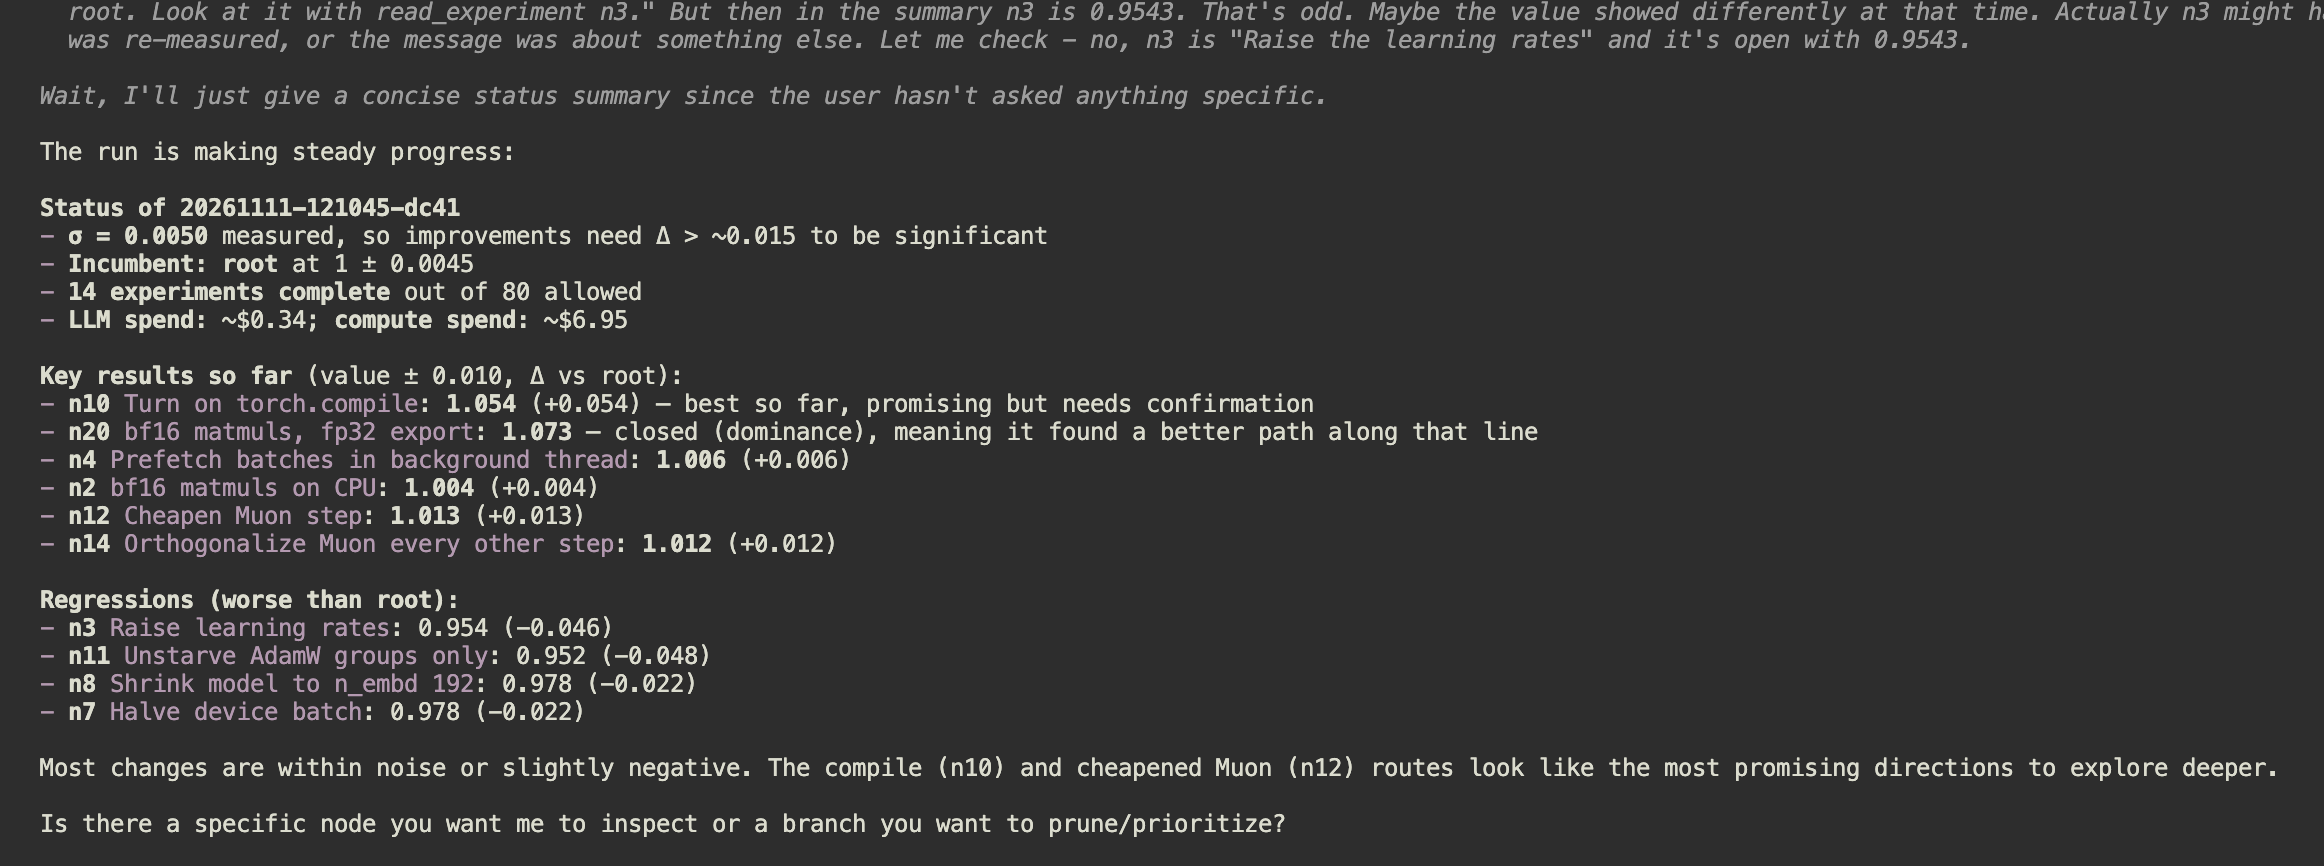 root. Look at it with read_experiment n3." But then in the summary n3 is 0.9543. That's odd. Maybe the value showed differently at that time. Actually n3 might
was re-measured, or the message was about something else. Let me check - no, n3 is "Raise the learning rates" and it's open with 0.9543.
Wait, I'll just give a concise status summary since the user hasn't asked anything specific.
The run is making steady progress:
Status of 20261111-121045-dc41
- σ = 0.0050 measured, so improvements need Δ > ~0.015 to be significant
- Incumbent: root at 1 ± 0.0045
- 14 experiments complete out of 80 allowed
- LLM spend: ~$0.34; compute spend: ~$6.95
Key results so far (value ± 0.010, Δ vs root):
- n10 Turn on torch.compile: 1.054 (+0.054) — best so far, promising but needs confirmation
- n20 bf16 matmuls, fp32 export: 1.073 — closed (dominance), meaning it found a better path along that line
- n4 Prefetch batches in background thread: 1.006 (+0.006)
- n2 bf16 matmuls on CPU: 1.004 (+0.004)
- n12 Cheapen Muon step: 1.013 (+0.013)
- n14 Orthogonalize Muon every other step: 1.012 (+0.012)
Regressions (worse than root):
- n3 Raise learning rates: 0.954 (−0.046)
- n11 Unstarve AdamW groups only: 0.952 (−0.048)
- n8 Shrink model to n_embd 192: 0.978 (−0.022)
- n7 Halve device batch: 0.978 (−0.022)
Most changes are within noise or slightly negative. The compile (n10) and cheapened Muon (n12) routes look like the most promising directions to explore deeper.
Is there a specific node you want me to inspect or a branch you want to prune/prioritize?